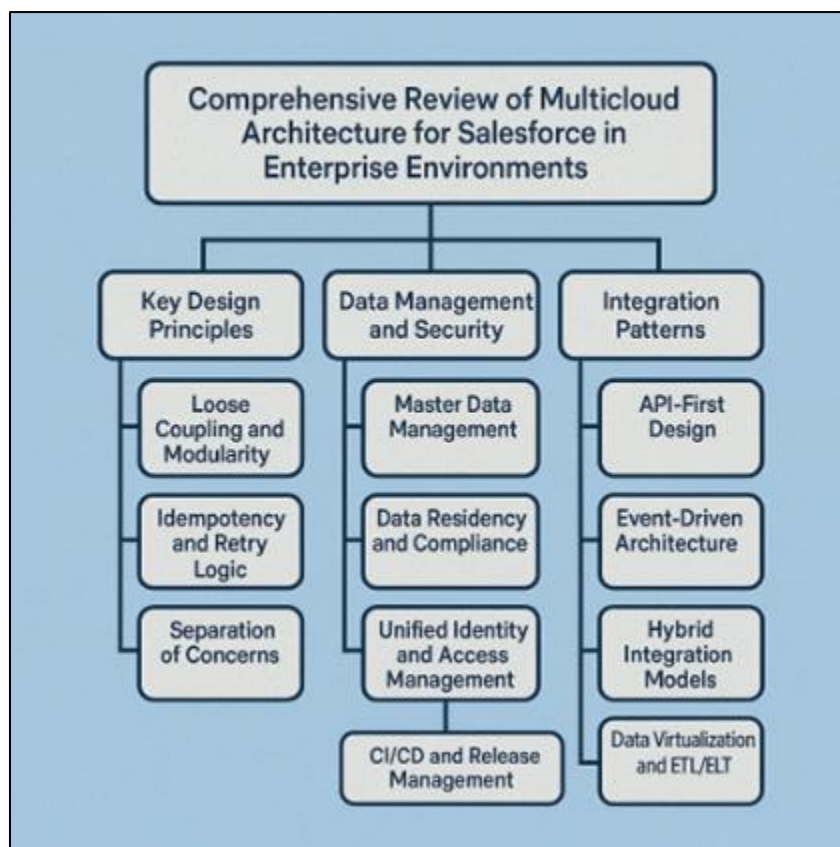 Comprehensive Review of Multicloud
Architecture for Salesforce in
Enterprise Environments
Key Design
Principles
Loose
Coupling and
Modularity
Idempotency
and Retry
Logic
Separation
of Concerns
Data Management
and Security
Master Data
Management
Data Residency
and Compliance
Unified Identity
and Access
Management
CI/CD and Release
Management
Integration
Patterns
API-First
Design
Event-Driven
Architecture
Hybrid
Integration
Models
Data Virtualization
and ETL/ELT